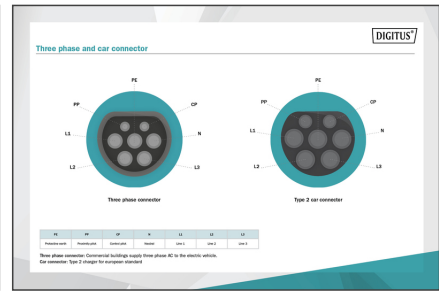 DIGITUS®
Three phase and car connector
PE
PP
CP
L1
N
L2
L3
Three phase connector
PE
PP
CP
L1
N
L2
L3
Type 2 car connector
PE PP CP N L1 L2 L3
Protective earth Proximity pilot Control pilot Neutral Line 1 Line 2 Line 3
Three phase connector: Commercial buildings supply three phase AC to the electric vehicle.
Car connector: Type 2 charger for european standard